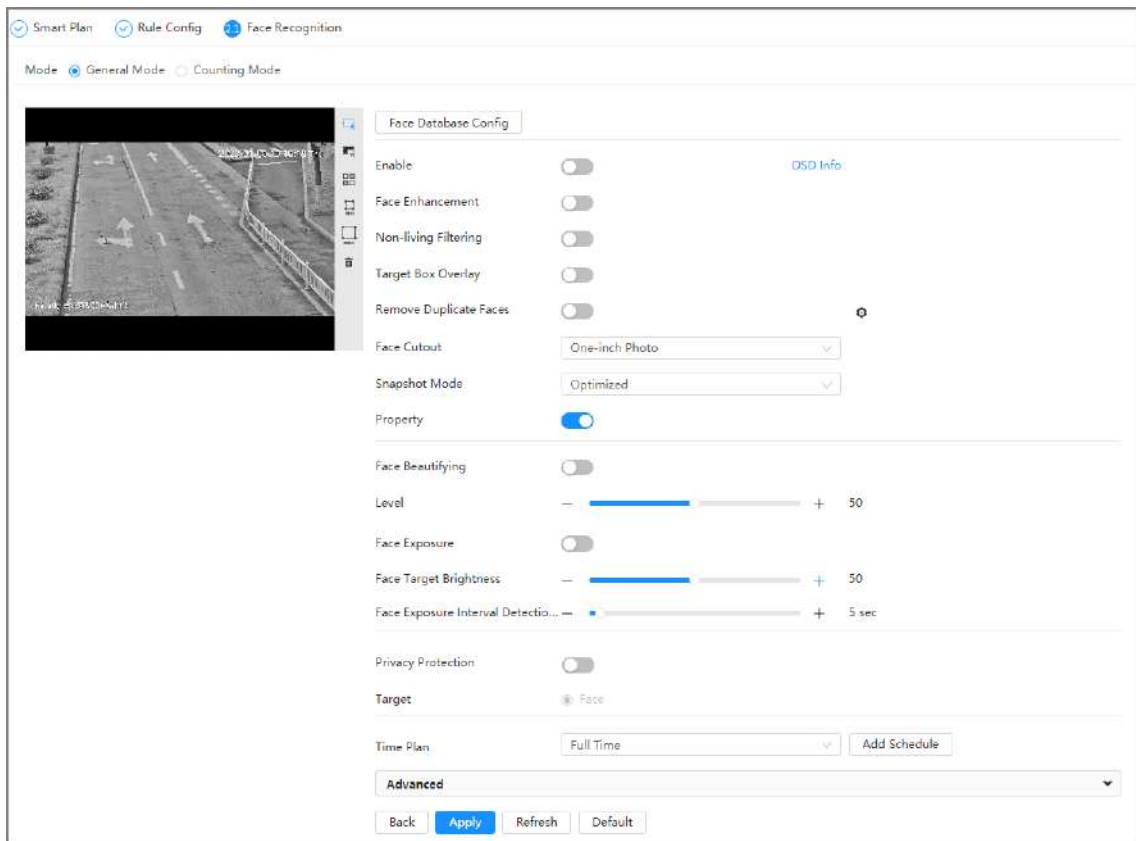 Smart Plan Rule Config Face Recognition
Mode General Mode Counting Mode
Face Database Config
Enable OSD Info
Face Enhancement
Non-living Filtering
Target Box Overlay
Remove Duplicate Faces
Face Cutout One-inch Photo
Snapshot Mode Optimized
Property
Face Beautifying
Level 50
Face Exposure
Face Target Brightness 50
Face Exposure Interval Detectio... 5 sec
Privacy Protection
Target Face
Time Plan Full Time Add Schedule
Advanced
Back Apply Refresh Default